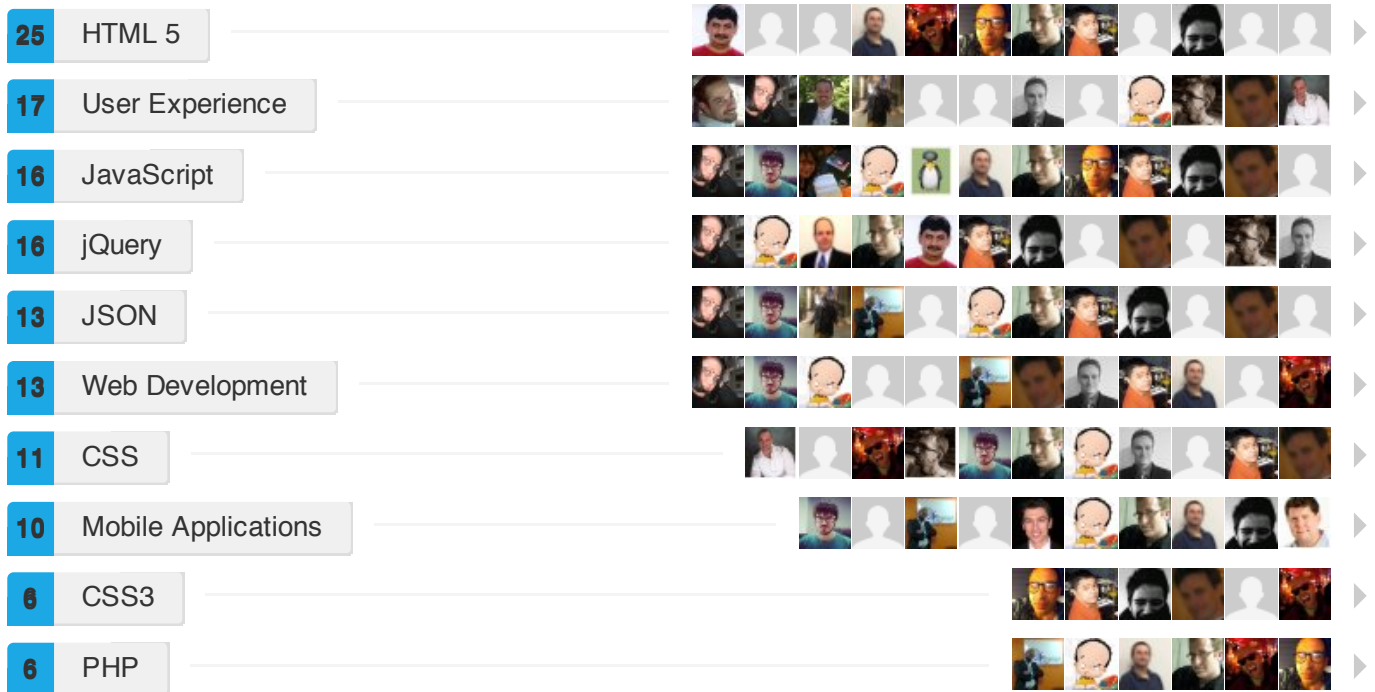 25 HTML 5
17 User Experience
16 JavaScript
16 jQuery
13 JSON
13 Web Development
11 CSS
10 Mobile Applications
6 CSS3
6 PHP